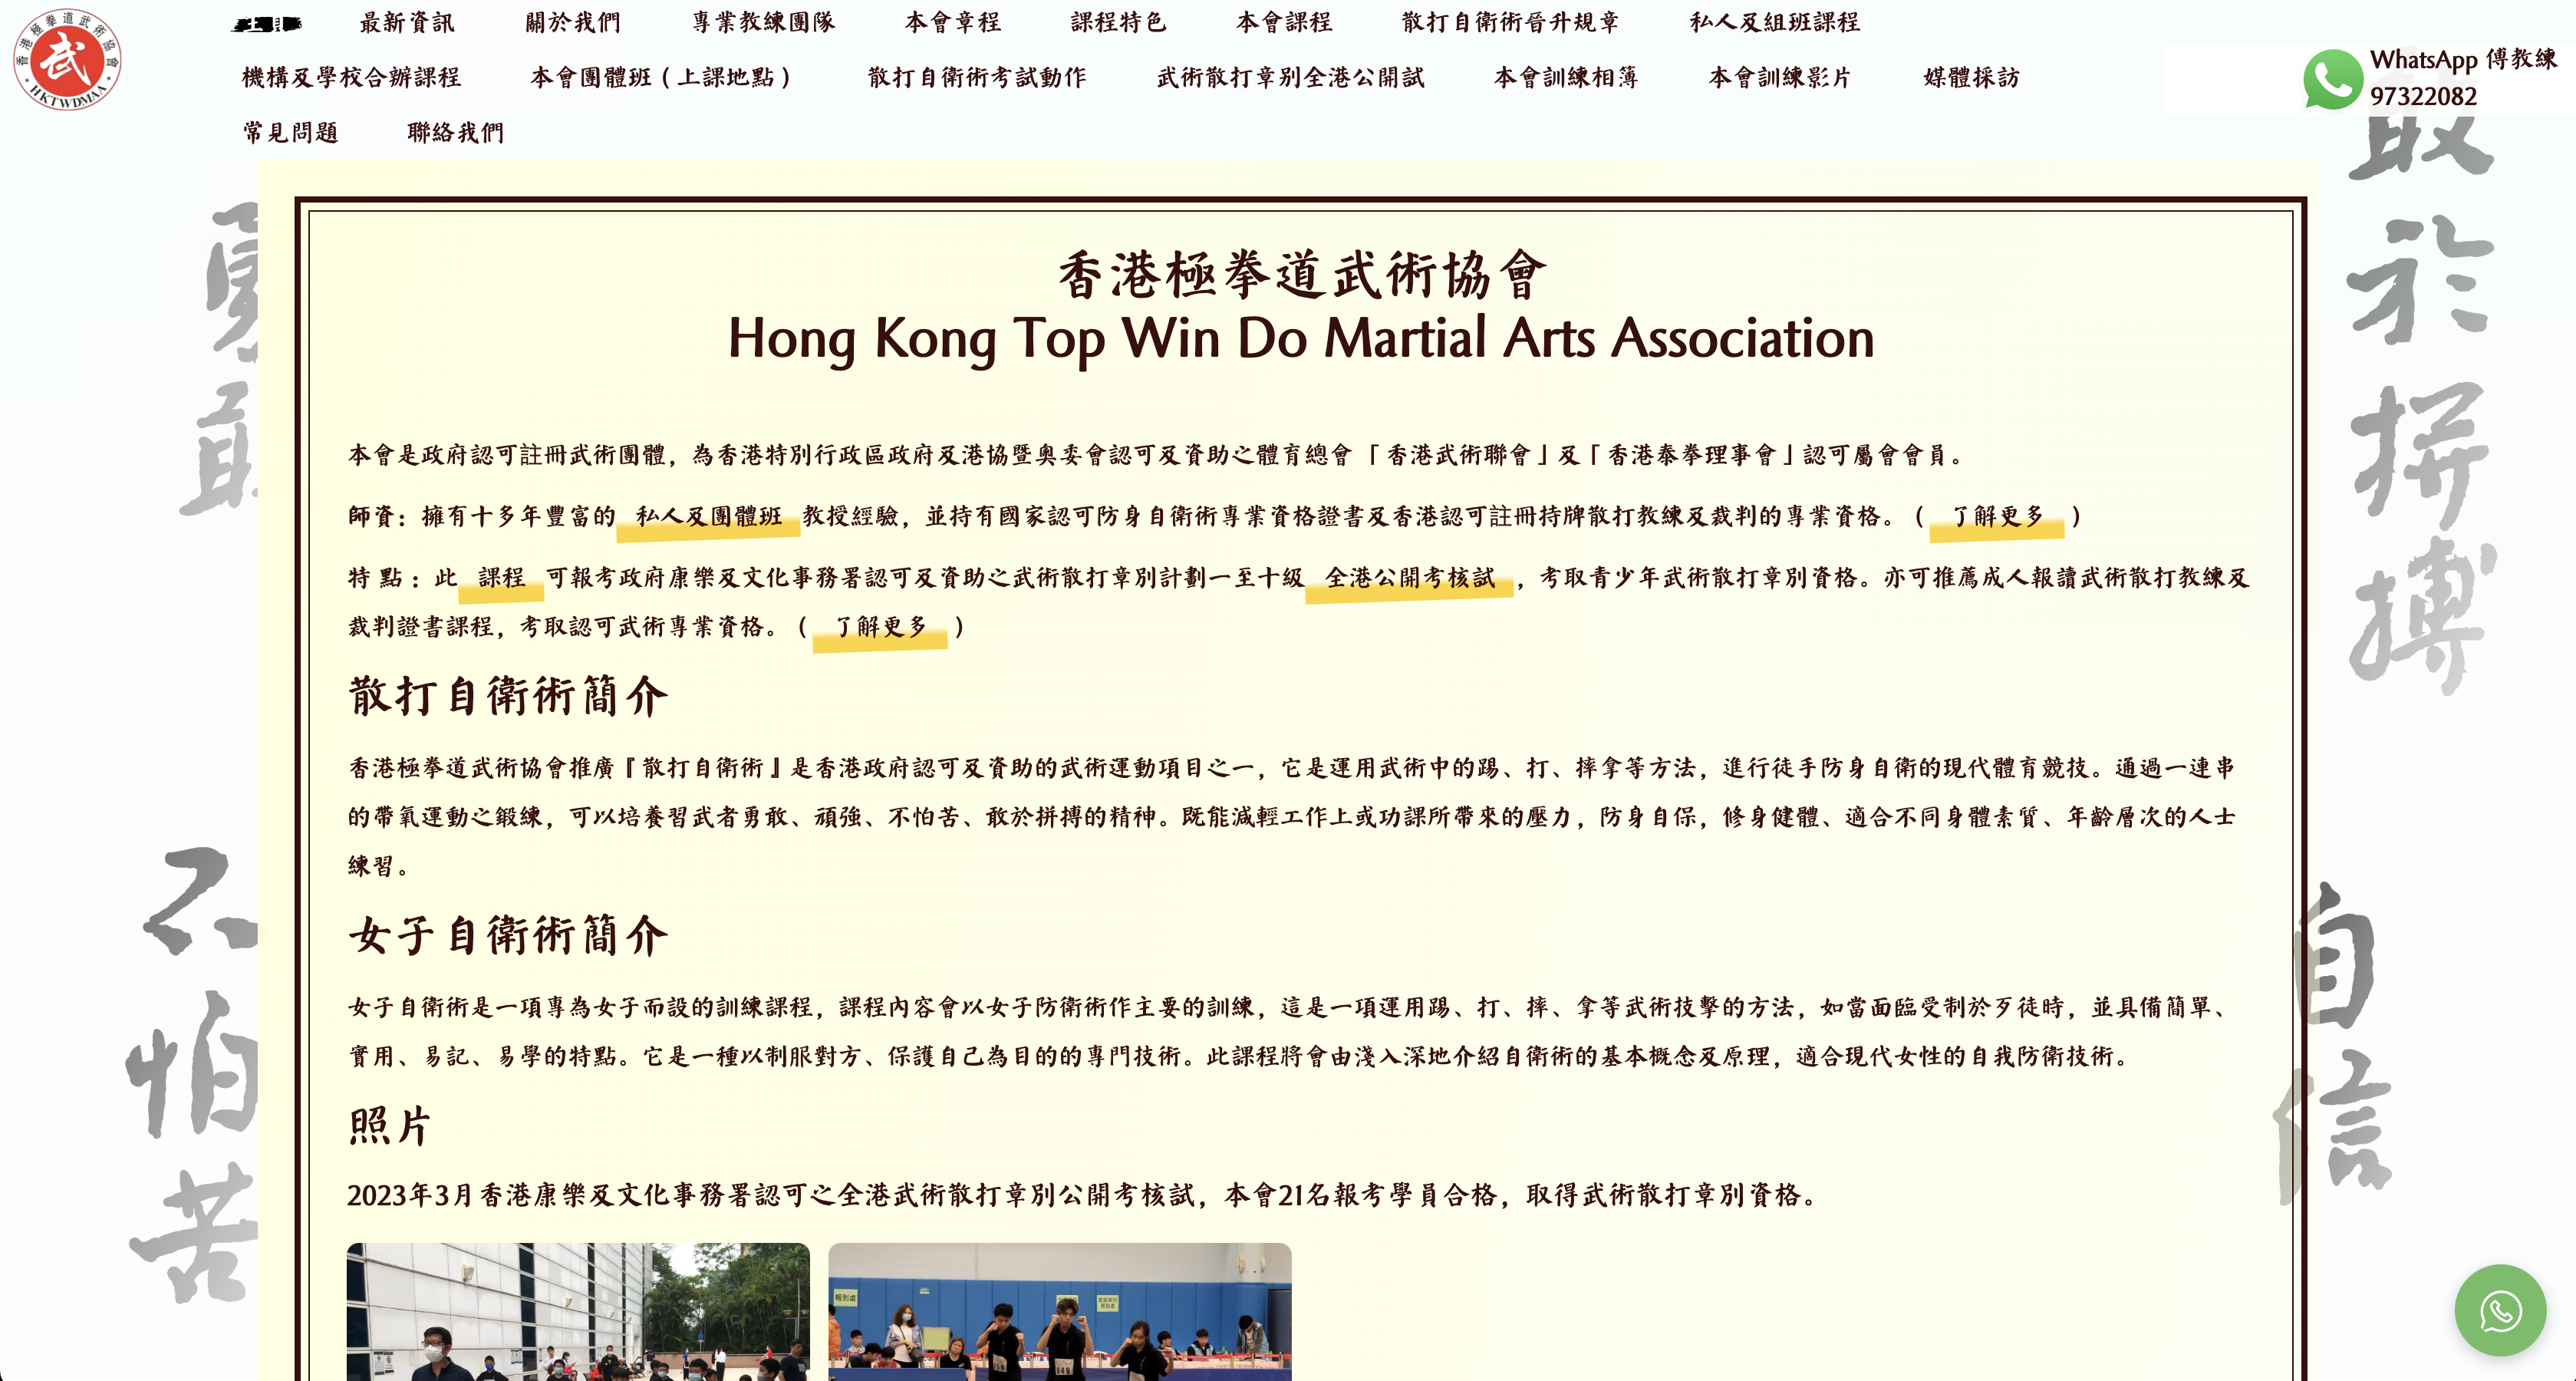 香港極拳道武術協會
武
HKTWDMAA
最新資訊 關於我們 專業教練團隊 本會章程 課程特色 本會課程 散打自衛術晉升規章 私人及組班課程
機構及學校合辦課程 本會團體班（上課地點） 散打自衛術考試動作 武術散打章別全港公開試 本會訓練相簿 本會訓練影片 媒體採訪
常見問題 聯絡我們
WhatsApp 傅教練
97322082
勇敢
敢於拼搏
不怕苦
自信
香港極拳道武術協會
Hong Kong Top Win Do Martial Arts Association
本會是政府認可註冊武術團體，為香港特別行政區政府及港協暨奧委會認可及資助之體育總會「香港武術聯會」及「香港泰拳理事會」認可屬會會員。
師資：擁有十多年豐富的 私人及團體班 教授經驗，並持有國家認可防身自衛術專業資格證書及香港認可註冊持牌散打教練及裁判的專業資格。（ 了解更多 ）
特點：此 課程 可報考政府康樂及文化事務署認可及資助之武術散打章別計劃一至十級 全港公開考核試 ，考取青少年武術散打章別資格。亦可推薦成人報讀武術散打教練及
裁判證書課程，考取認可武術專業資格。（ 了解更多 ）
散打自衛術簡介
香港極拳道武術協會推廣『散打自衛術』是香港政府認可及資助的武術運動項目之一，它是運用武術中的踢、打、摔拿等方法，進行徒手防身自衛的現代體育競技。通過一連串
的帶氧運動之鍛練，可以培養習武者勇敢、頑強、不怕苦、敢於拼搏的精神。既能減輕工作上或功課所帶來的壓力，防身自保，修身健體、適合不同身體素質、年齡層次的人士
練習。
女子自衛術簡介
女子自衛術是一項專為女子而設的訓練課程，課程內容會以女子防衛術作主要的訓練，這是一項運用踢、打、摔、拿等武術技擊的方法，如當面臨受制於歹徒時，並具備簡單、
實用、易記、易學的特點。它是一種以制服對方、保護自己為目的的專門技術。此課程將會由淺入深地介紹自衛術的基本概念及原理，適合現代女性的自我防衛技術。
照片
2023年3月香港康樂及文化事務署認可之全港武術散打章別公開考核試，本會21名報考學員合格，取得武術散打章別資格。
報到處